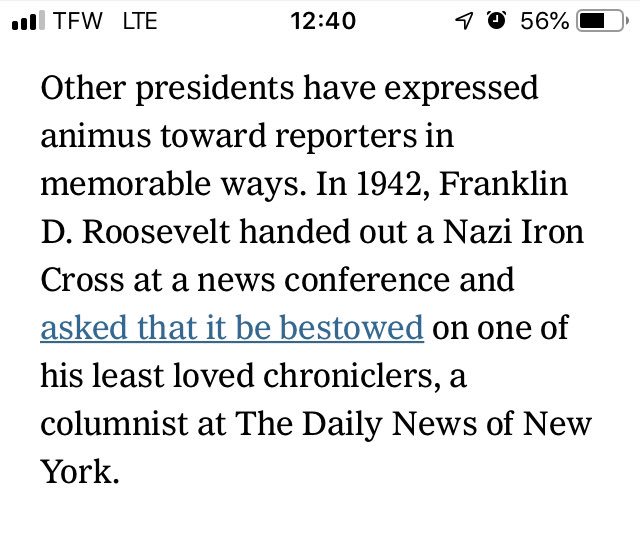 TFW LTE 12:40 56%
Other presidents have expressed
animus toward reporters in
memorable ways. In 1942, Franklin
D. Roosevelt handed out a Nazi Iron
Cross at a news conference and
asked that it be bestowed on one of
his least loved chroniclers, a
columnist at The Daily News of New
York.